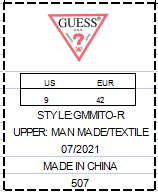 GUESS
U.S.A.
?
US EUR
9 42
STYLE:GMMITO-R
UPPER: MAN MADE/TEXTILE
07/2021
MADE IN CHINA
507